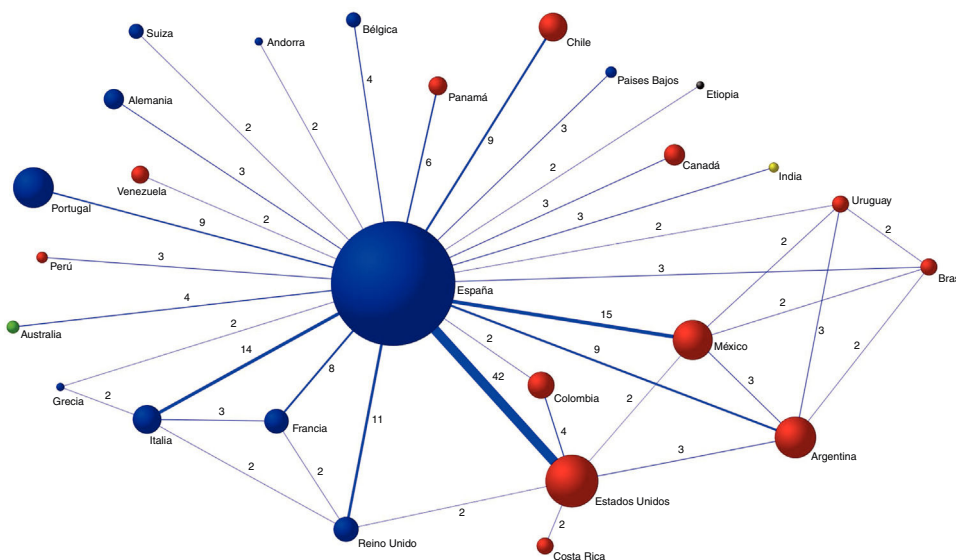 Bélgica
Suiza
Andorra
Chile
4
Paises Bajos
Panamá
Etiopia
Alemania
2
2
3
9
6
2
Canadá
3
India
Venezuela
Uruguay
3
3
2
Portugal
9
2
2
2
3
Perú
3
Bras
España
4
2
15
Australia
2
14
2
9
3
2
8
42
México
3
Grecia
2
Colombia
2
3
11
Francia
4
Italia
Argentina
3
2
2
Estados Unidos
2
2
Reino Unido
Costa Rica